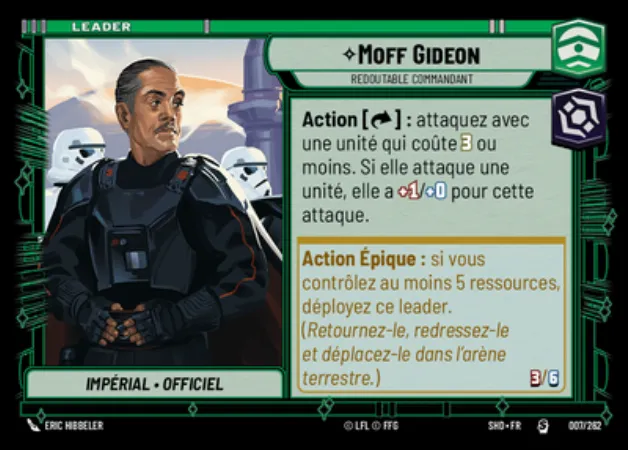 LEADER
MOFF GIDEON
REDOUTABLE COMMANDANT
Action [ ] : attaquez avec
une unité qui coûte 3 ou
moins. Si elle attaque une
unité, elle a +1/+0 pour cette
attaque.
Action Épique : si vous
contrôlez au moins 5 ressources,
déployez ce leader.
(Retournez-le, redressez-le
et déplacez-le dans l'arène
terrestre.)
3/6
IMPÉRIAL • OFFICIEL
ERIC HIBBELER
© LFL © FFG
SHD • FR
007/262